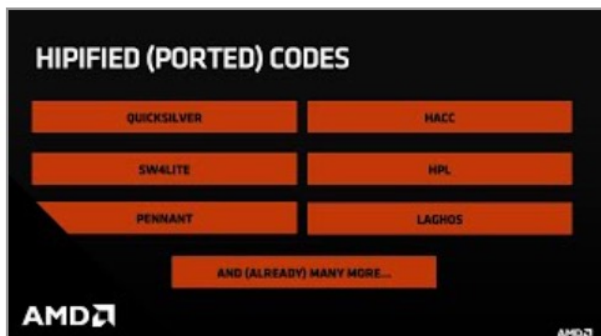 HIPIFIED (PORTED) CODES
QUICKSILVER
HACC
SW4LITE
HPL
PENNANT
LAGHOS
AND (ALREADY) MANY MORE...
AMD
AMD